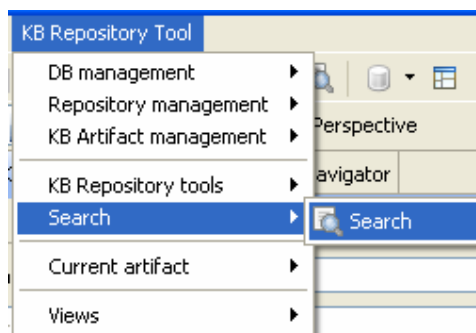 KB Repository Tool
DB management
Repository management
KB Artifact management
Perspective
avigator
KB Repository tools
Search
Search
Current artifact
Views